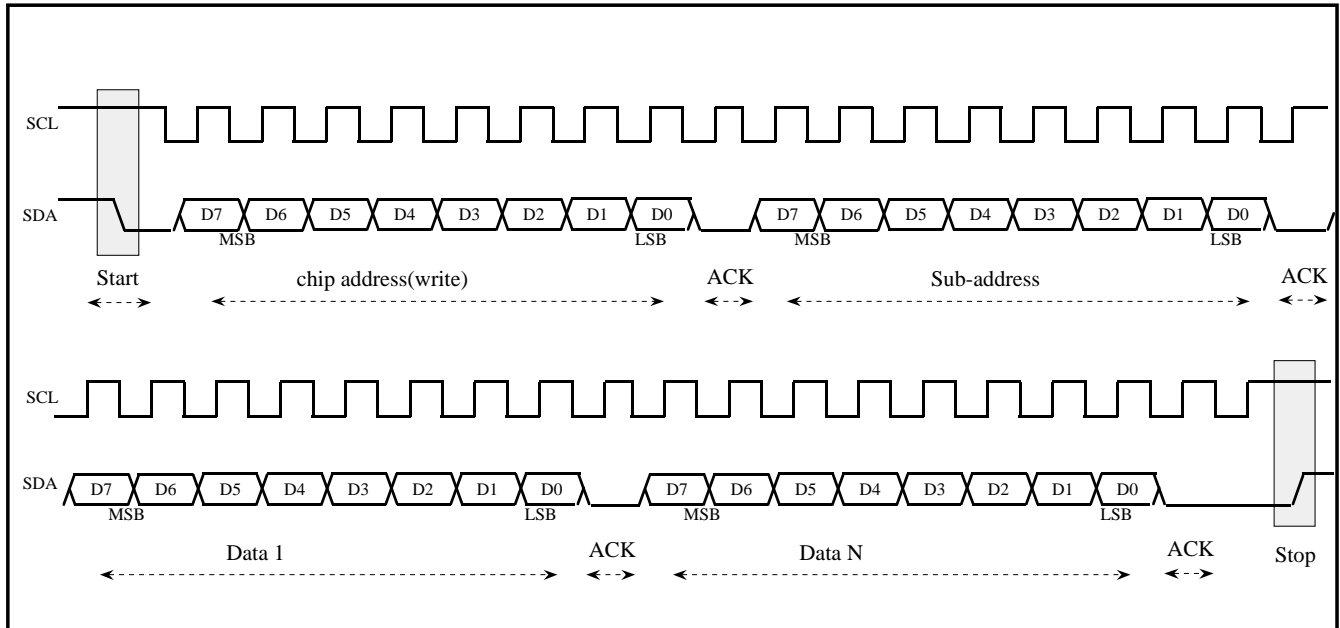 SCL
SDA D7 D6 D5 D4 D3 D2 D1 D0 D7 D6 D5 D4 D3 D2 D1 D0
MSB LSB MSB LSB
Start chip address(write) ACK Sub-address ACK
SCL
SDA D7 D6 D5 D4 D3 D2 D1 D0 D7 D6 D5 D4 D3 D2 D1 D0
MSB LSB MSB LSB
Data 1 ACK Data N ACK Stop